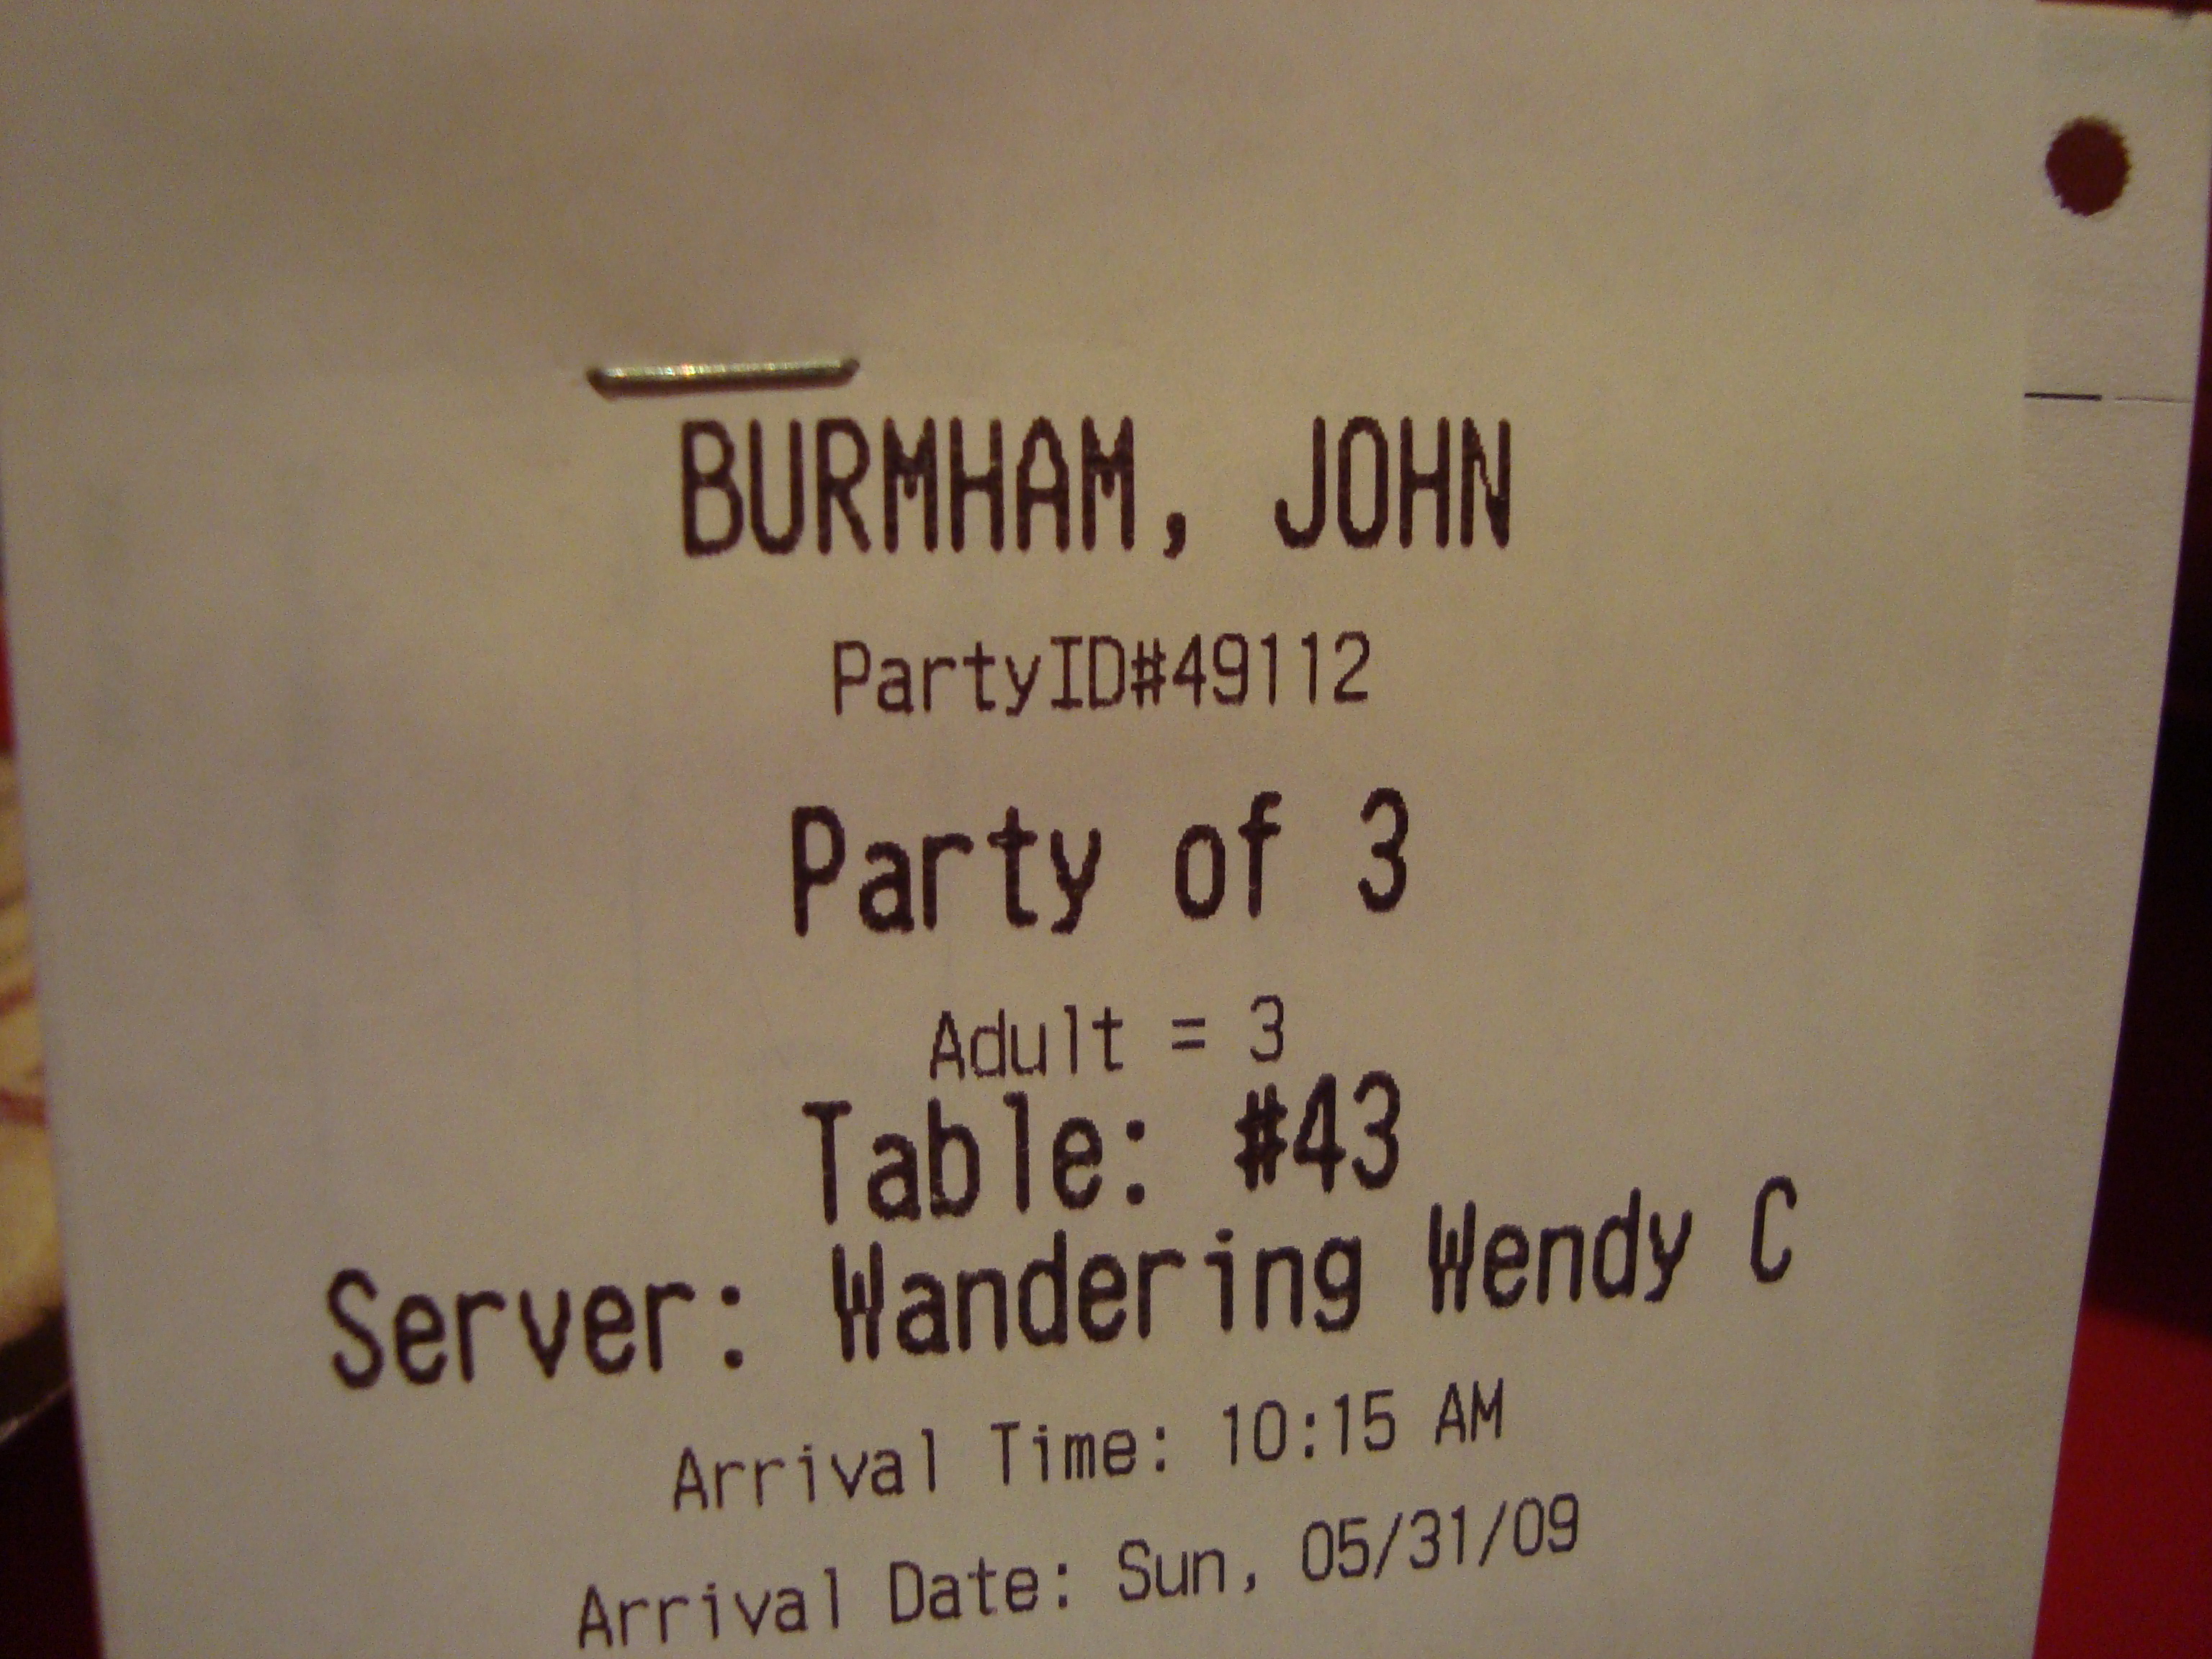 BURMHAM, JOHN
PartyID#49112
Party of 3
Adult = 3
Table: #43
Server: Wandering Wendy C
Arrival Time: 10:15 AM
Arrival Date: Sun, 05/31/09